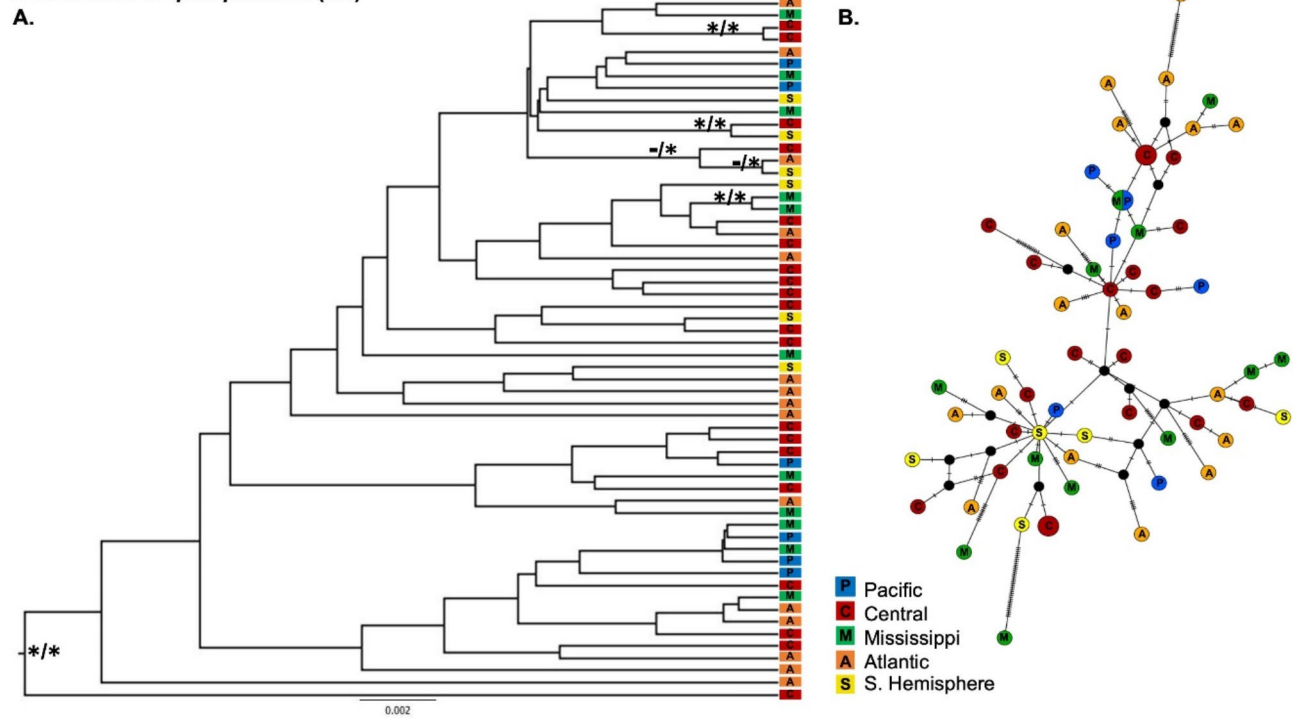 A.
A
M
*/* C
C
A
P
M
P
S
M
*/* C
S
-/* C
-/* A
S
S
*/* M
M
C
A
C
A
C
C
C
C
S
C
C
M
S
A
A
A
A
C
C
C
P
M
C
A
M
M
P
M
P
P
C
M
A
A
C
C
*/* A
A
A
C
0.002
B.
A
A
M
A A A
C C
P
M P
C M C
A P
C M C
C C P
A A
C C
S M
M
M A C A
C
P C
A S
C
C S S M A
M A
S
C A
P
M
C A
S C
A
M
M
P Pacific
C Central
M Mississippi
A Atlantic
S S. Hemisphere